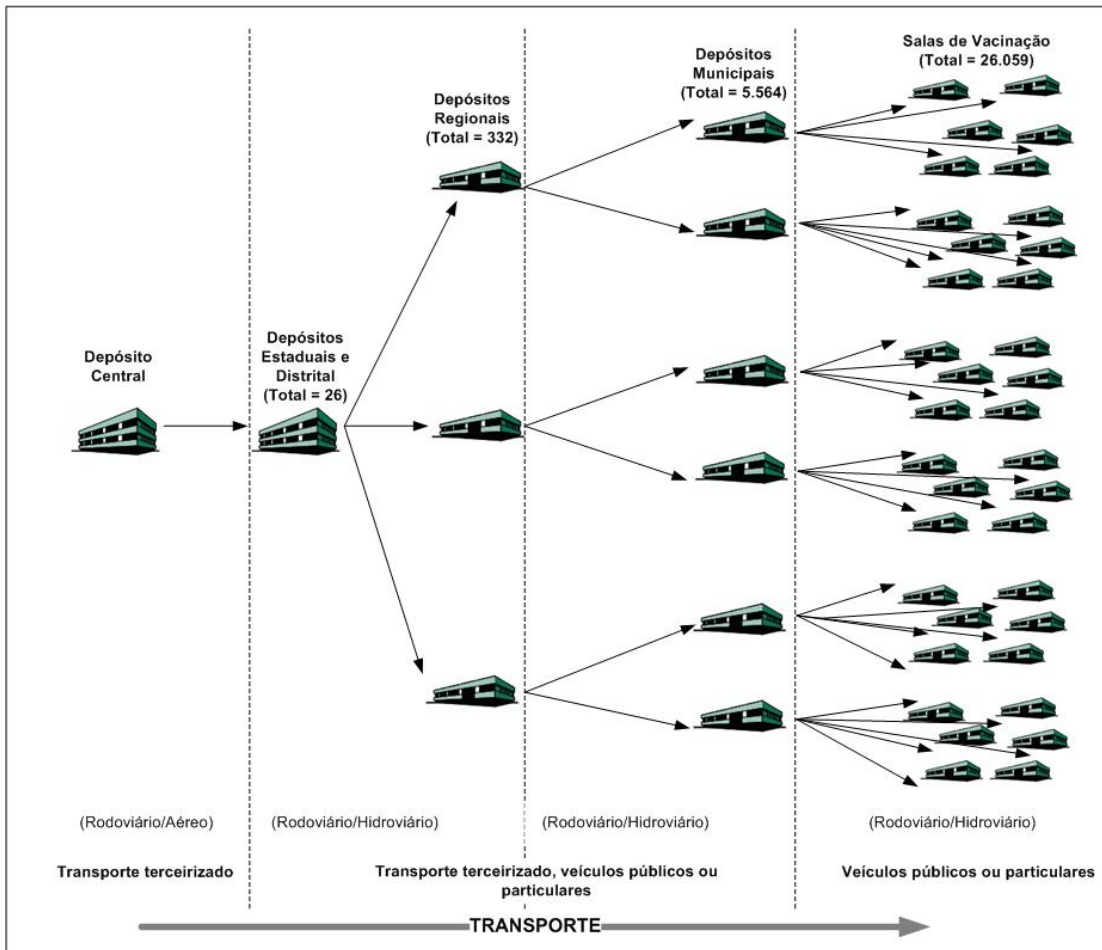 Salas de Vacinação
(Total = 26.059)
Depósitos
Municipais
(Total = 5.564)
Depósitos
Regionais
(Total = 332)
Depósitos
Estaduais e
Distrital
(Total = 26)
Depósito
Central
(Rodoviário/Aéreo)
(Rodoviário/Hidroviário)
(Rodoviário/Hidroviário)
(Rodoviário/Hidroviário)
Transporte terceirizado
Transporte terceirizado, veículos públicos ou
particulares
Veículos públicos ou particulares
TRANSPORTE